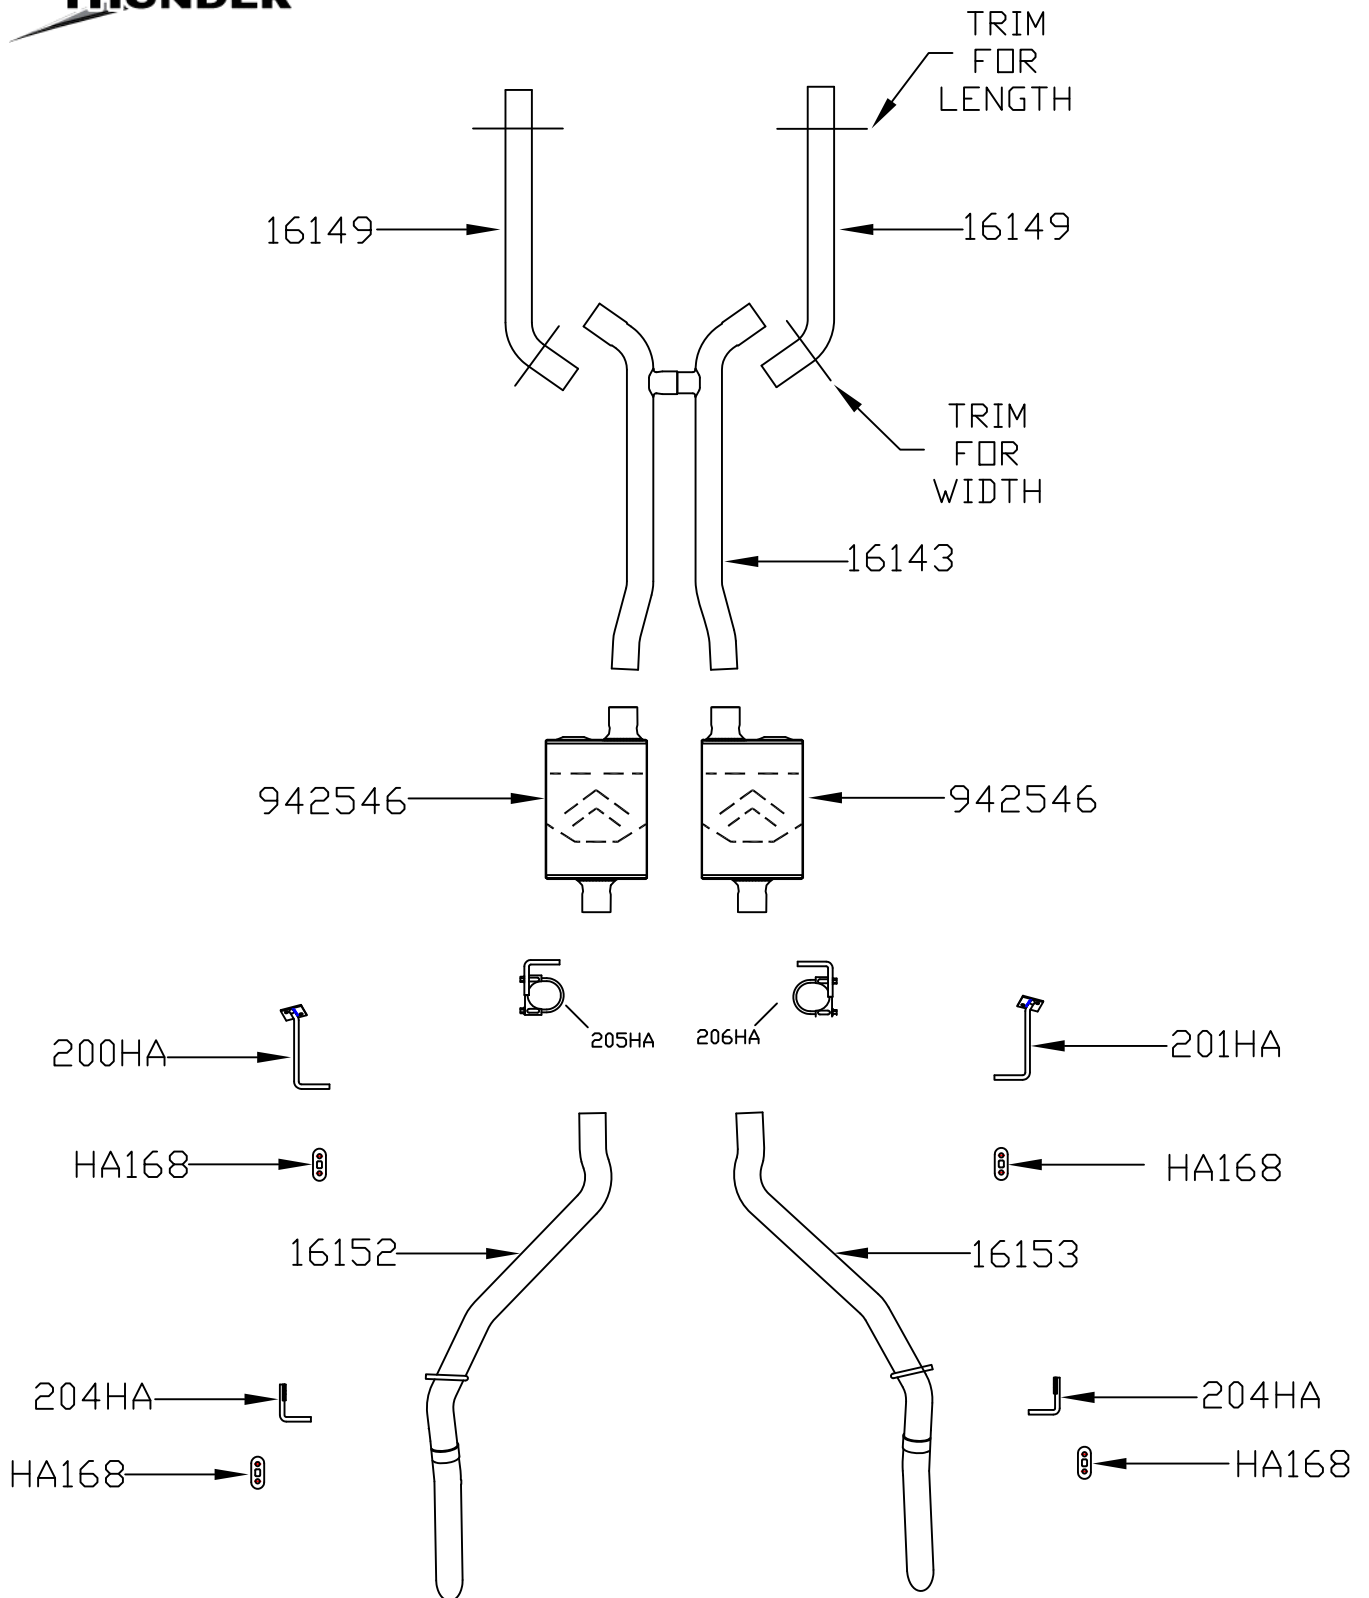 THUNDER
TRIM
FOR
LENGTH
16149
16149
TRIM
FOR
WIDTH
16143
942546
942546
205HA
206HA
200HA
201HA
HA168
HA168
16152
16153
204HA
204HA
HA168
HA168